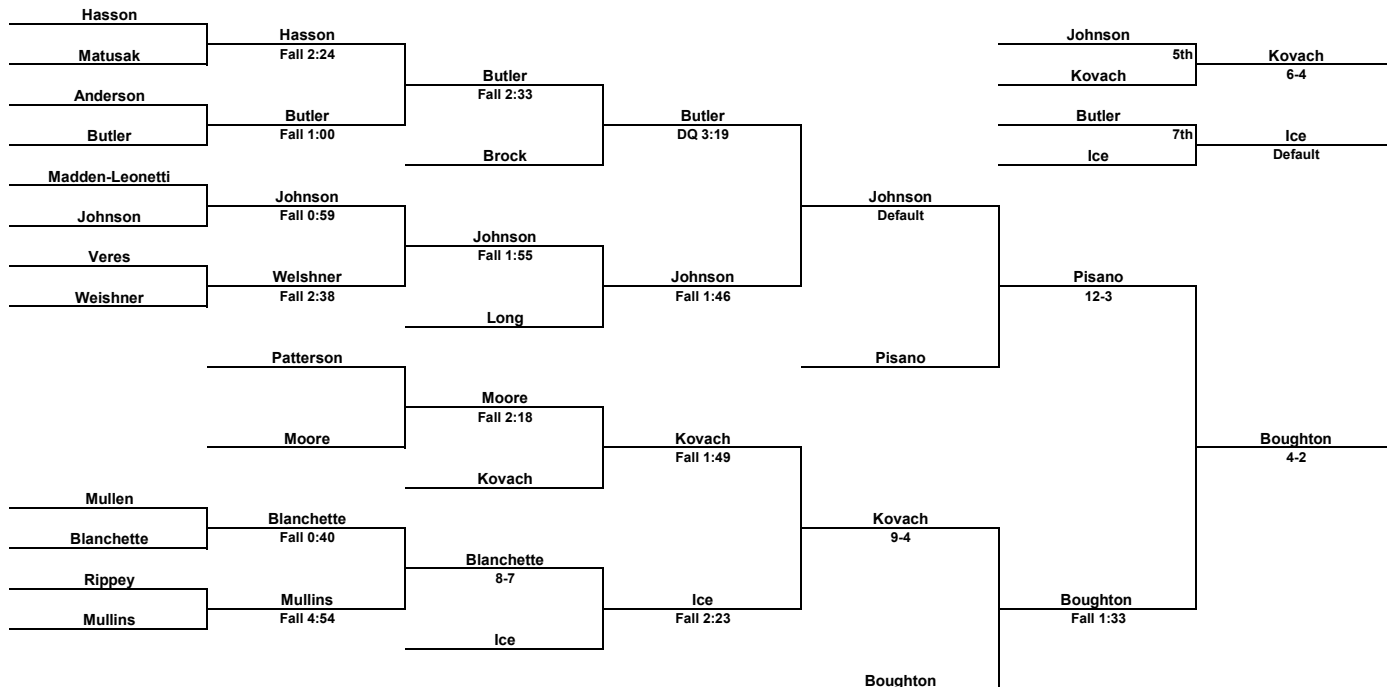 Hasson
Hasson
Johnson
Matusak
Fall 2:24
5th
Kovach
Butler
Kovach
6-4
Anderson
Fall 2:33
Butler
Butler
Butler
Butler
Fall 1:00
DQ 3:19
7th
Ice
Brock
Ice
Default
Madden-Leonetti
Johnson
Johnson
Johnson
Fall 0:59
Default
Johnson
Veres
Fall 1:55
Welshner
Johnson
Pisano
Weishner
Fall 2:38
Fall 1:46
12-3
Long
Patterson
Pisano
Moore
Fall 2:18
Moore
Kovach
Boughton
Fall 1:49
4-2
Kovach
Mullen
Blanchette
Kovach
Blanchette
Fall 0:40
9-4
Blanchette
Rippey
8-7
Mullins
Ice
Boughton
Mullins
Fall 4:54
Fall 2:23
Fall 1:33
Ice
Boughton